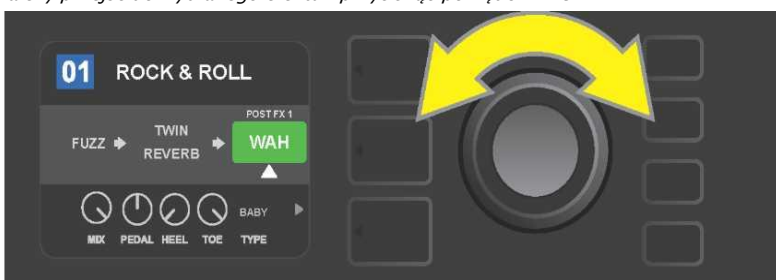 01 ROCK & ROLL
POST FX 1
FUZZ
TWIN
REVERB
WAH
BABY
MIX PEDAL HEEL TOE TYPE